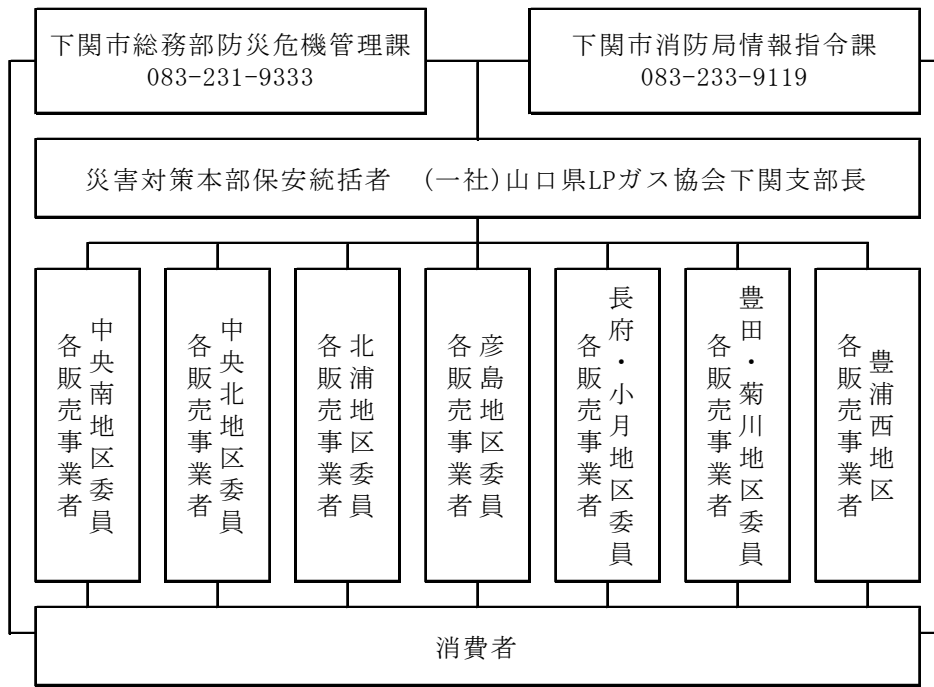 下関市総務部防災危機管理課
083-231-9333
下関市消防局情報指令課
083-233-9119
災害対策本部保安統括者　(一社)山口県LPガス協会下関支部長
中央南地区委員
各販売事業者
中央北地区委員
各販売事業者
北浦地区委員
各販売事業者
彦島地区委員
各販売事業者
長府・小月地区委員
各販売事業者
豊田・菊川地区委員
各販売事業者
豊浦西地区
各販売事業者
消費者